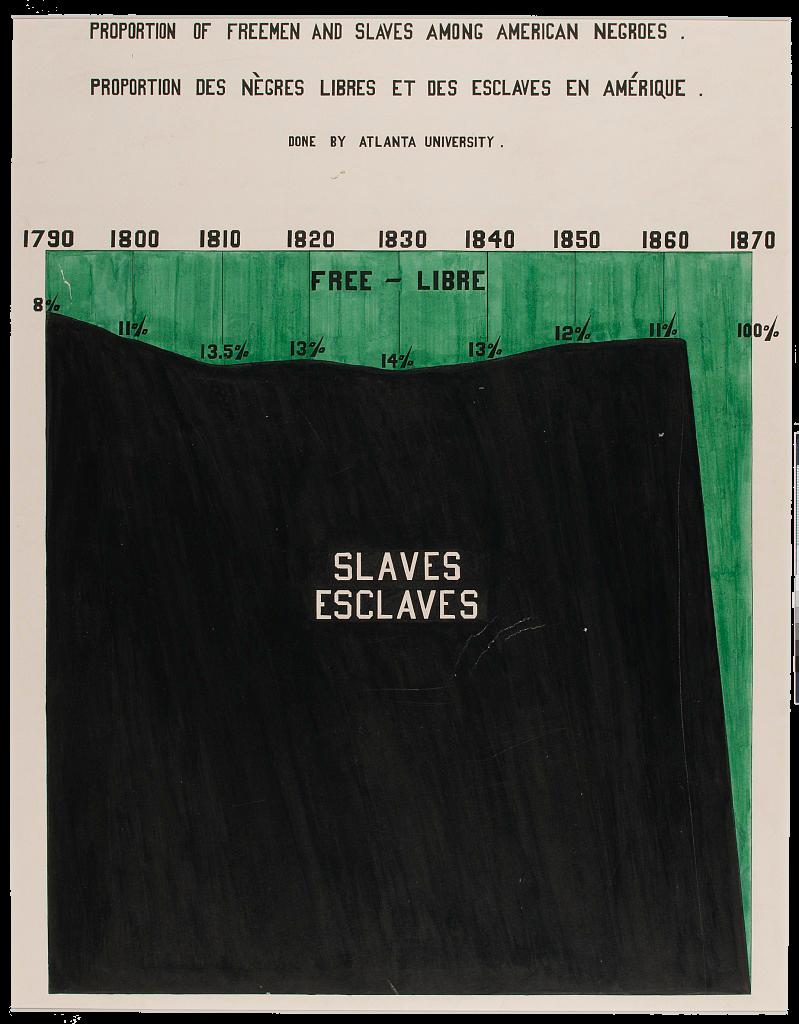 PROPORTION OF FREEMEN AND SLAVES AMONG AMERICAN NEGROES .
PROPORTION DES NÈGRES LIBRES ET DES ESCLAVES EN AMÉRIQUE .
DONE BY ATLANTA UNIVERSITY .
1790 1800 1810 1820 1830 1840 1850 1860 1870
FREE - LIBRE
8% 11% 13.5% 13% 14% 13% 12% 11% 100%
SLAVES
ESCLAVES